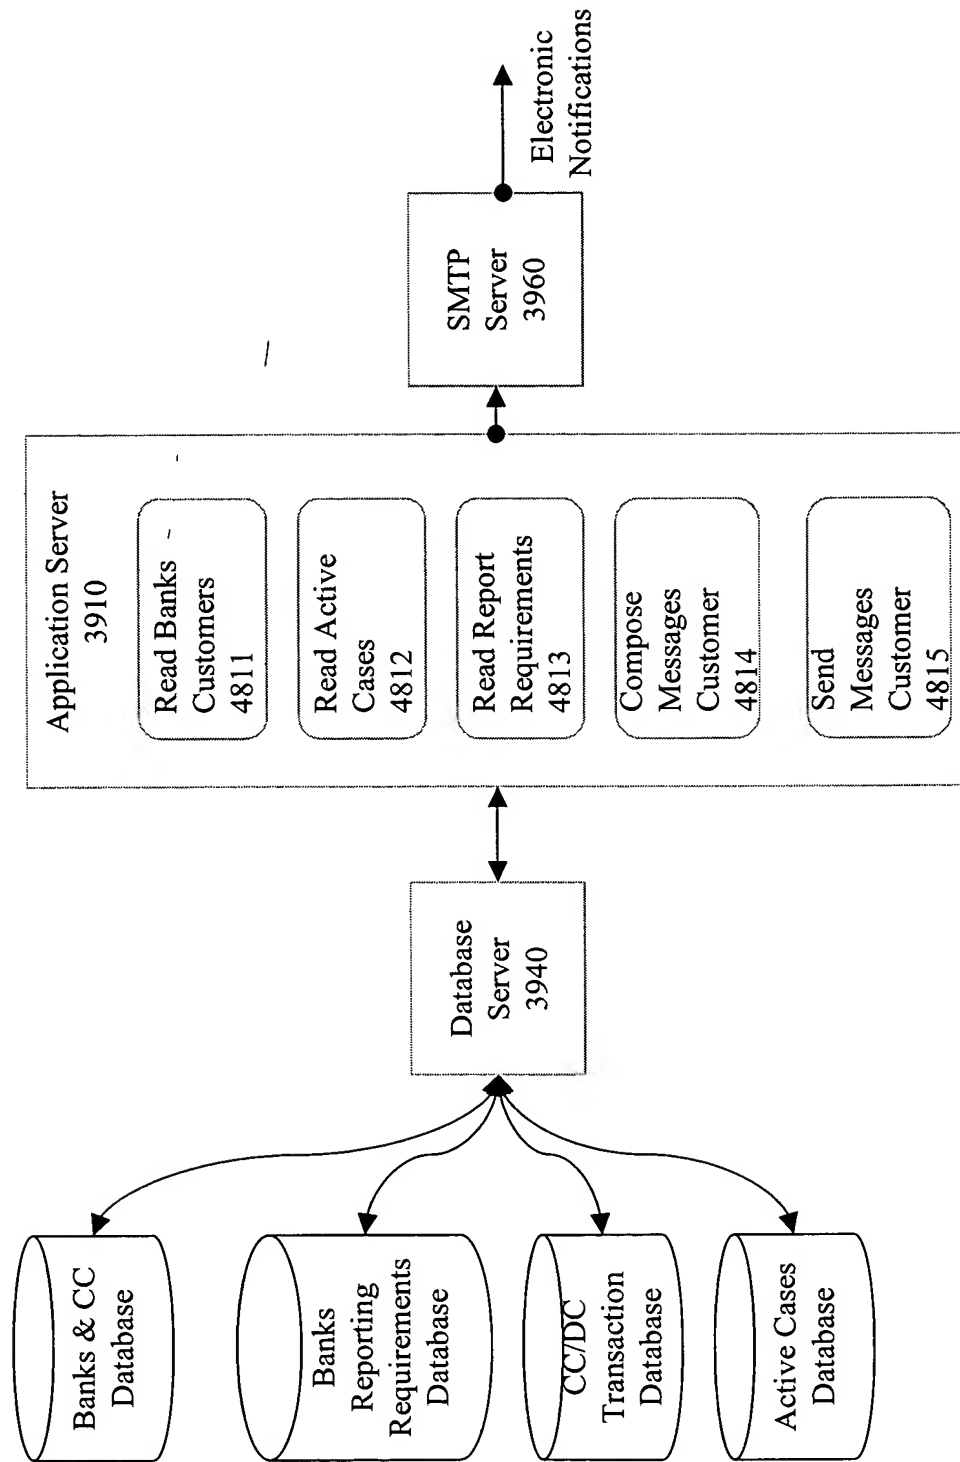 Banks & CC
Database
Banks
Reporting
Requirements
Database
CC/DC
Transaction
Database
Active Cases
Database
Database
Server
3940
Application Server
3910
Read Banks
Customers
4811
Read Active
Cases
4812
Read Report
Requirements
4813
Compose
Messages
Customer
4814
Send
Messages
Customer
4815
SMTP
Server
3960
Electronic
Notifications